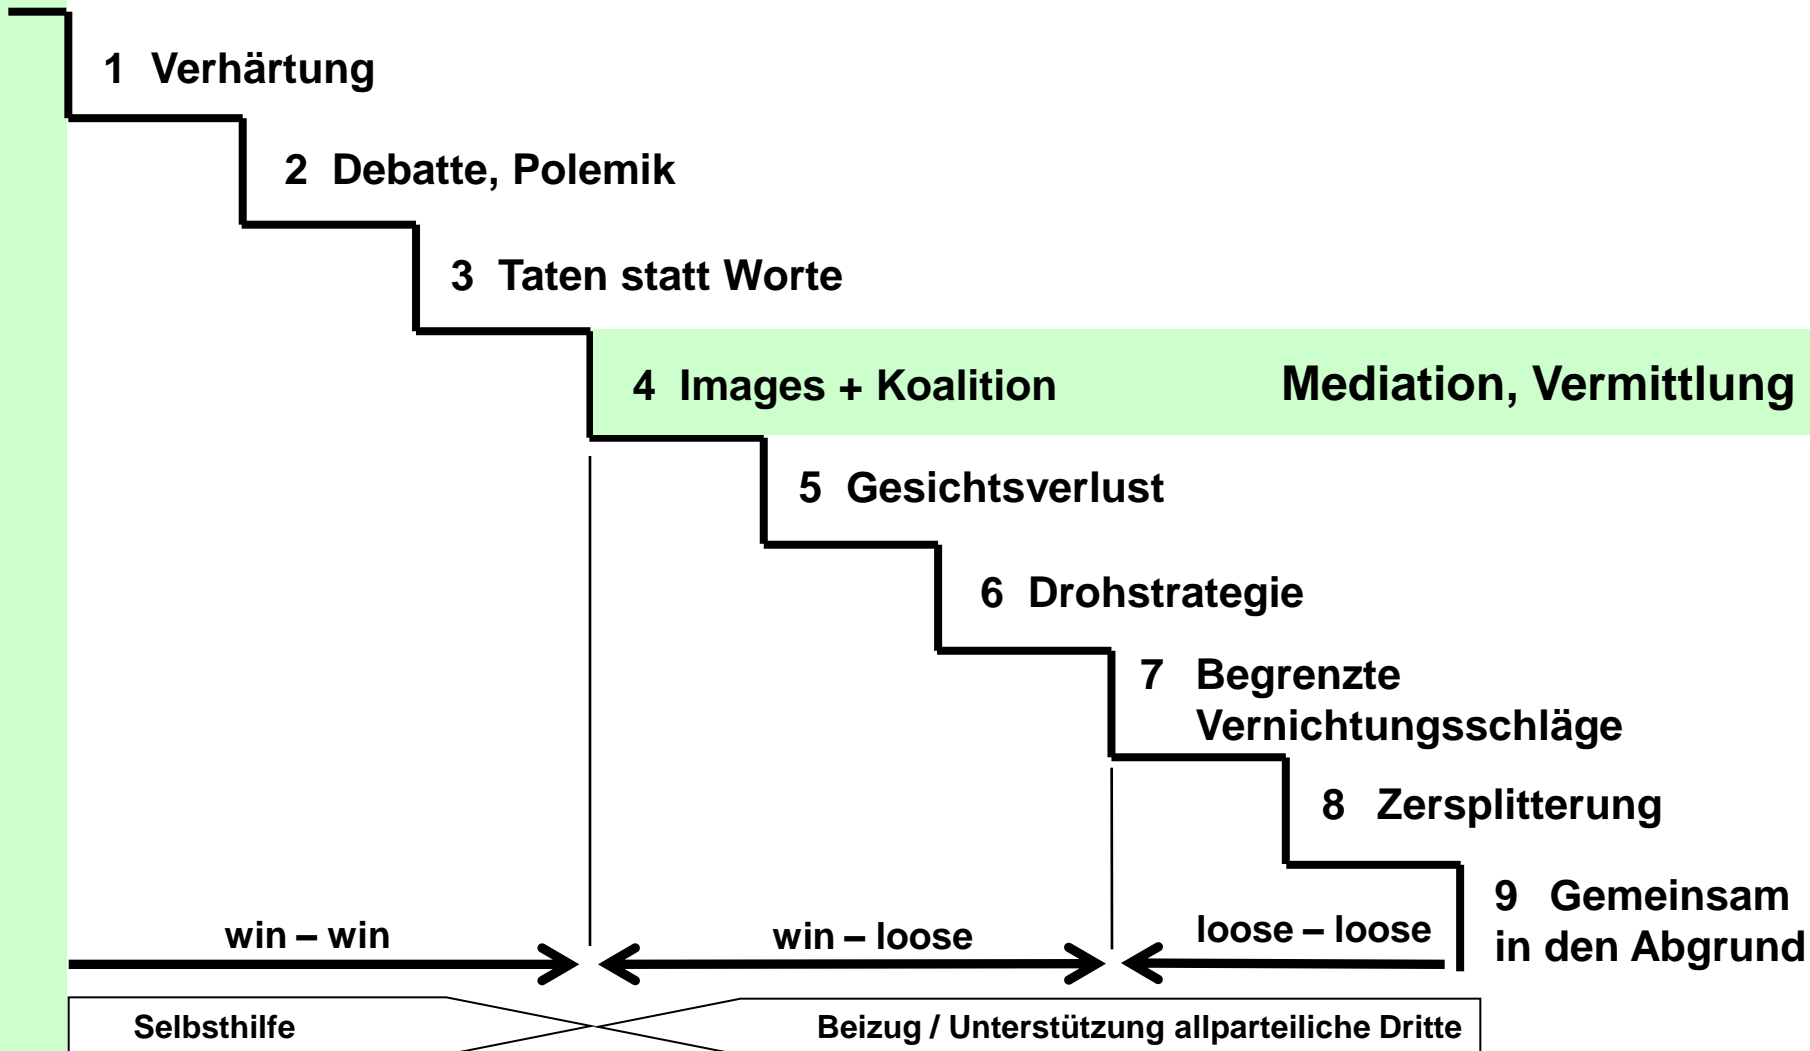 1 Verhärtung
2 Debatte, Polemik
3 Taten statt Worte
4 Images + Koalition
Mediation, Vermittlung
5 Gesichtsverlust
6 Drohstrategie
7 Begrenzte
Vernichtungsschläge
8 Zersplitterung
9 Gemeinsam
in den Abgrund
win – win
win – loose
loose – loose
Selbsthilfe
Beizug / Unterstützung allparteiliche Dritte